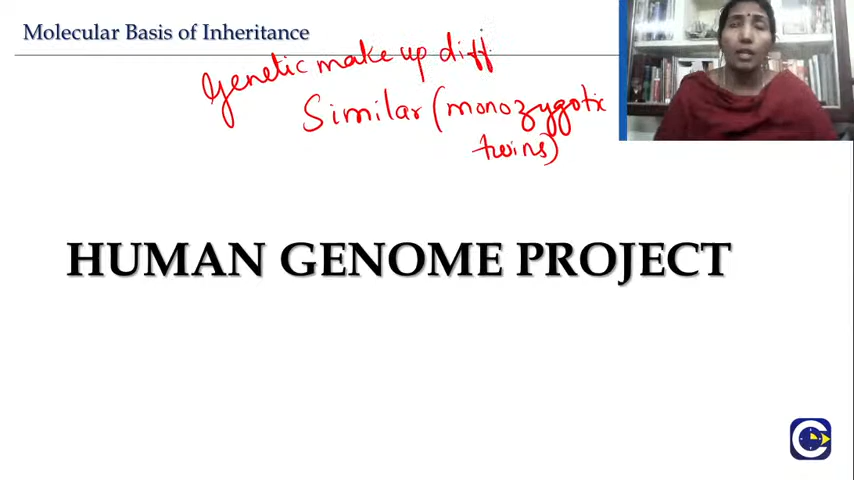 Molecular Basis of Inheritance
Genetic make up diff
Similar (monozygotic
twins)
HUMAN GENOME PROJECT